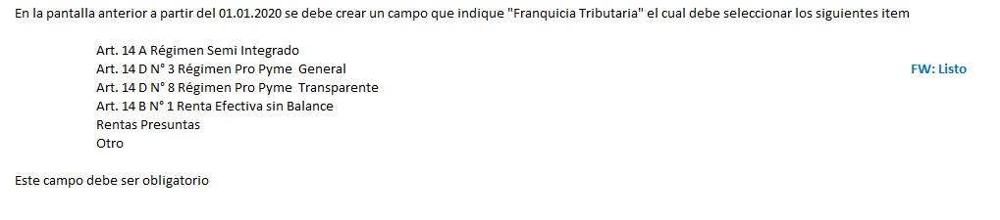 En la pantalla anterior a partir del 01.01.2020 se debe crear un campo que indique "Franquicia Tributaria" el cual debe seleccionar los siguientes item
Art. 14 A Régimen Semi Integrado
Art. 14 D N° 3 Régimen Pro Pyme General
FW: Listo
Art. 14 D N° 8 Régimen Pro Pyme Transparente
Art. 14 B N° 1 Renta Efectiva sin Balance
Rentas Presuntas
Otro
Este campo debe ser obligatorio